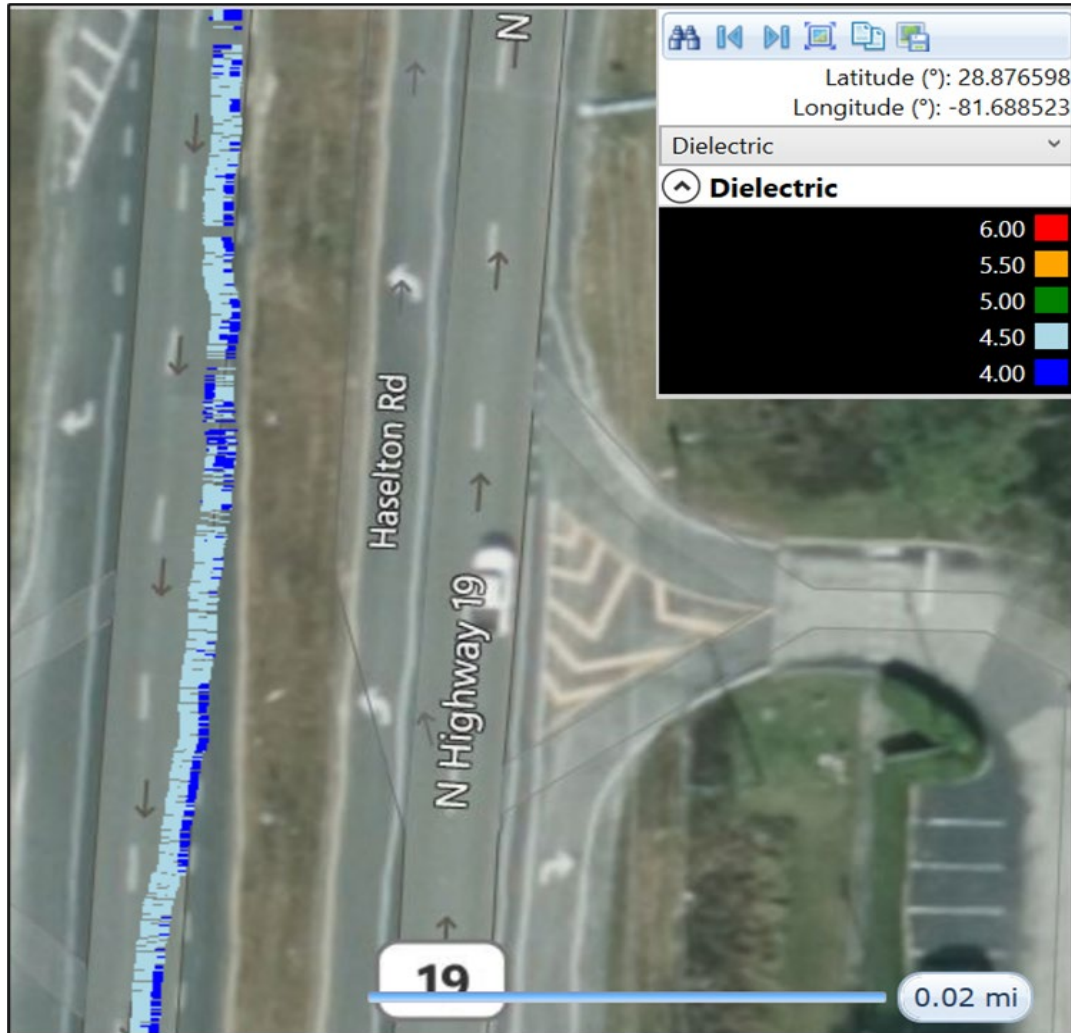 N
Latitude (°): 28.876598
Longitude (°): -81.688523
Dielectric
Dielectric
6.00
5.50
5.00
4.50
4.00
Haselton Rd
N Highway 19
19
0.02 mi